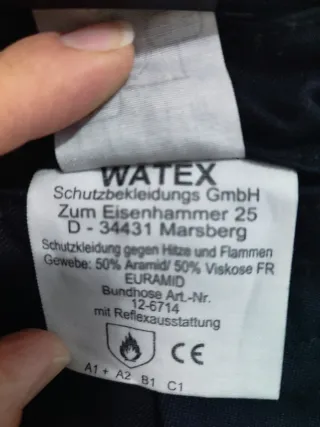 WATEX
Schutzbekleidungs GmbH
Zum Eisenhammer 25
D - 34431 Marsberg
Schutzkleidung gegen Hitze und Flammen
Gewebe: 50% Aramid/ 50% Viskose FR
EURAMID
Bundhose Art.-Nr.
12-6714
mit Reflexausstattung
CE
A1 + A2 B1 C1